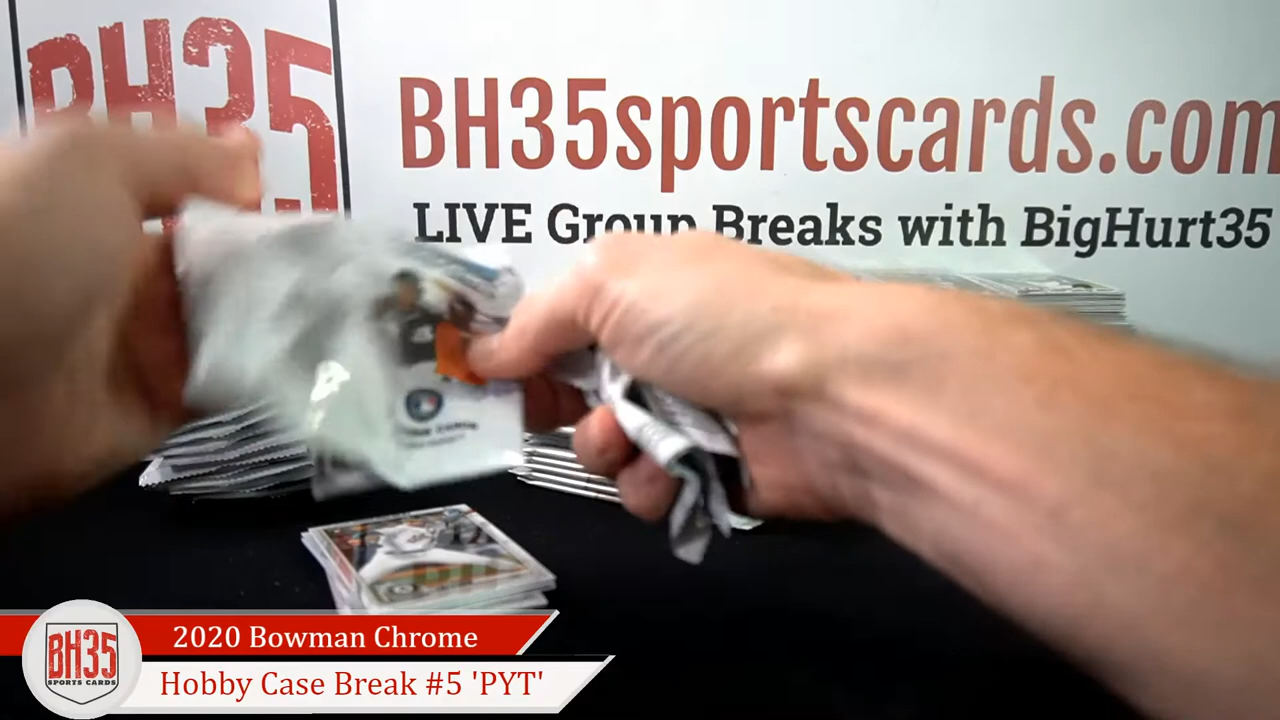 BH35
BH35sportscards.com
LIVE Group Breaks with BigHurt35
2020 Bowman Chrome
Hobby Case Break #5 'PYT'
BH35
SPORTS CARDS